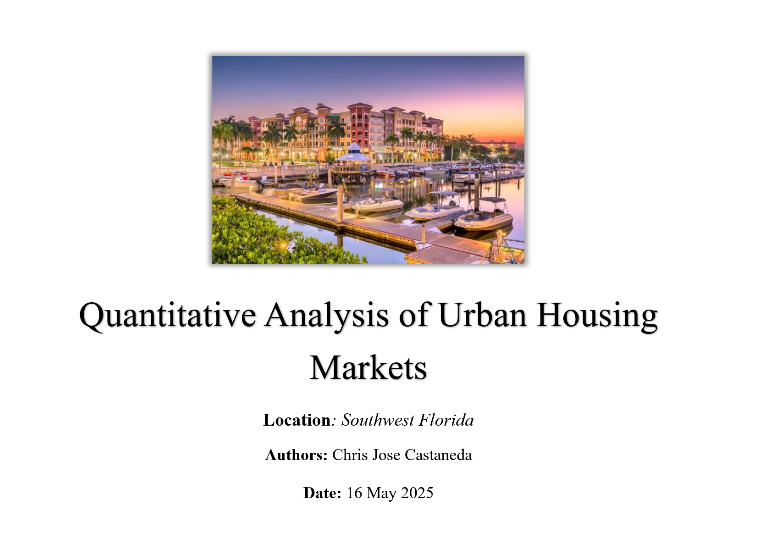 Quantitative Analysis of Urban Housing
Markets
Location: Southwest Florida
Authors: Chris Jose Castaneda
Date: 16 May 2025